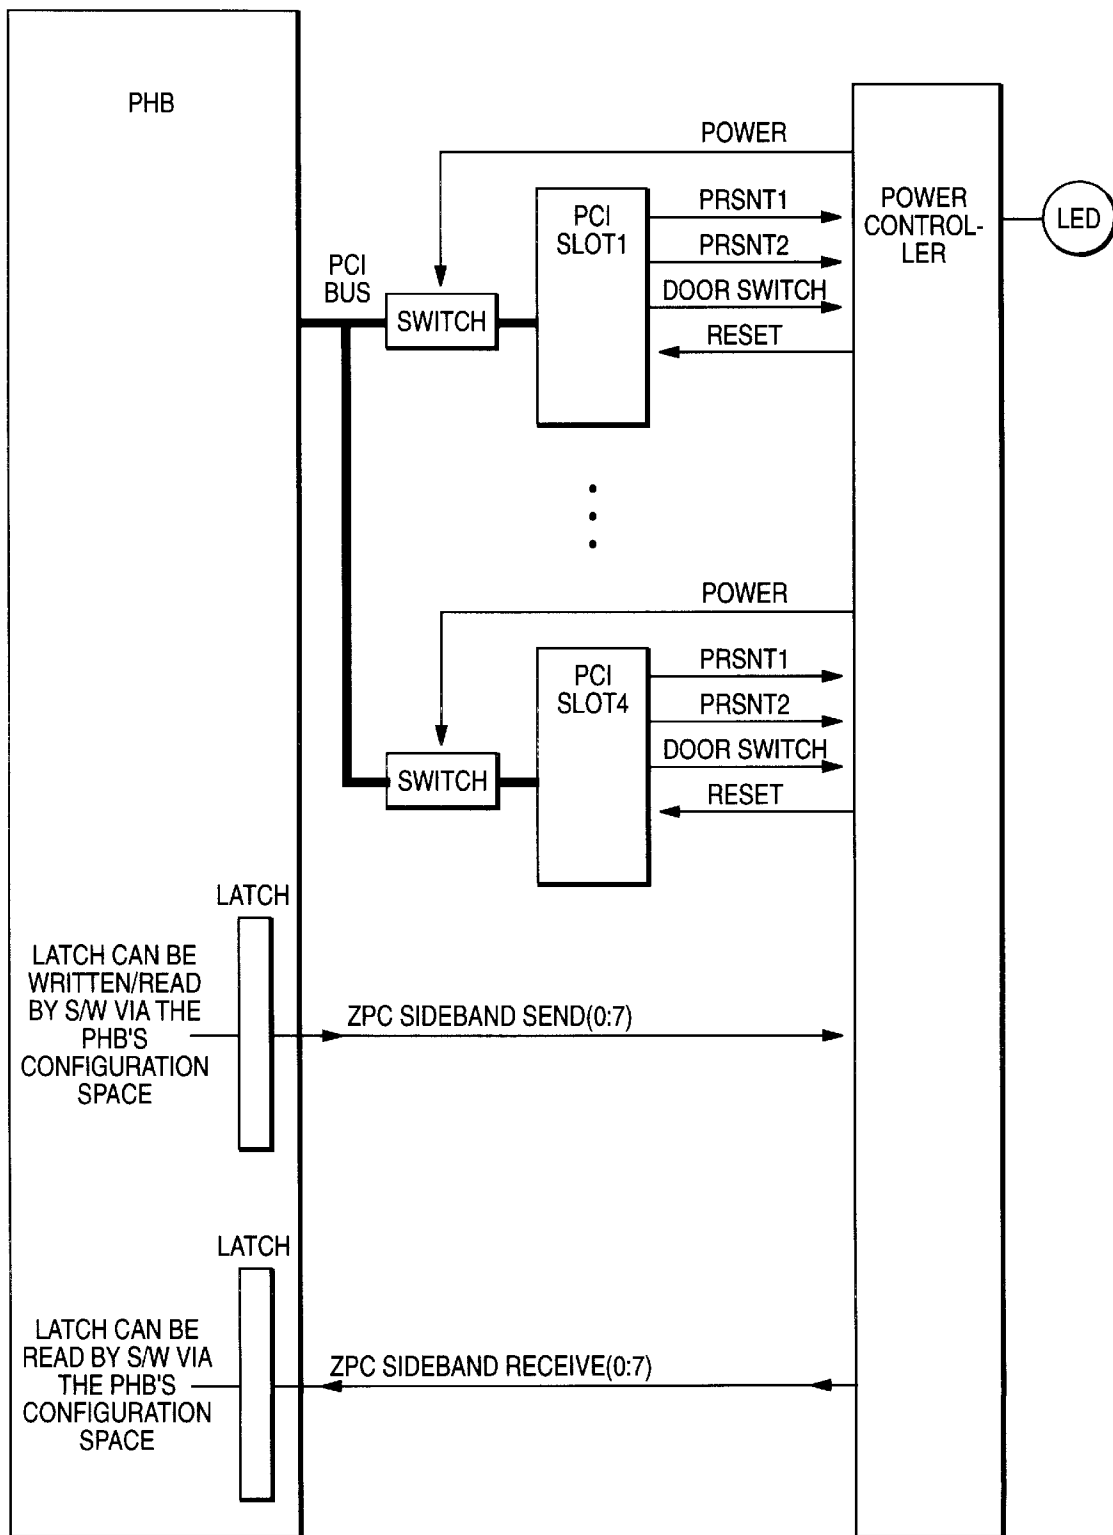 PHB
POWER
PRSNT1
PCI
SLOT1
POWER
CONTROL-
LER
LED
PRSNT2
PCI
BUS
DOOR SWITCH
SWITCH
RESET
POWER
PRSNT1
PCI
SLOT4
PRSNT2
DOOR SWITCH
SWITCH
RESET
LATCH
LATCH CAN BE
WRITTEN/READ
BY S/W VIA THE
PHB'S
CONFIGURATION
SPACE
ZPC SIDEBAND SEND(0:7)
LATCH
LATCH CAN BE
READ BY S/W VIA
THE PHB'S
CONFIGURATION
SPACE
ZPC SIDEBAND RECEIVE(0:7)